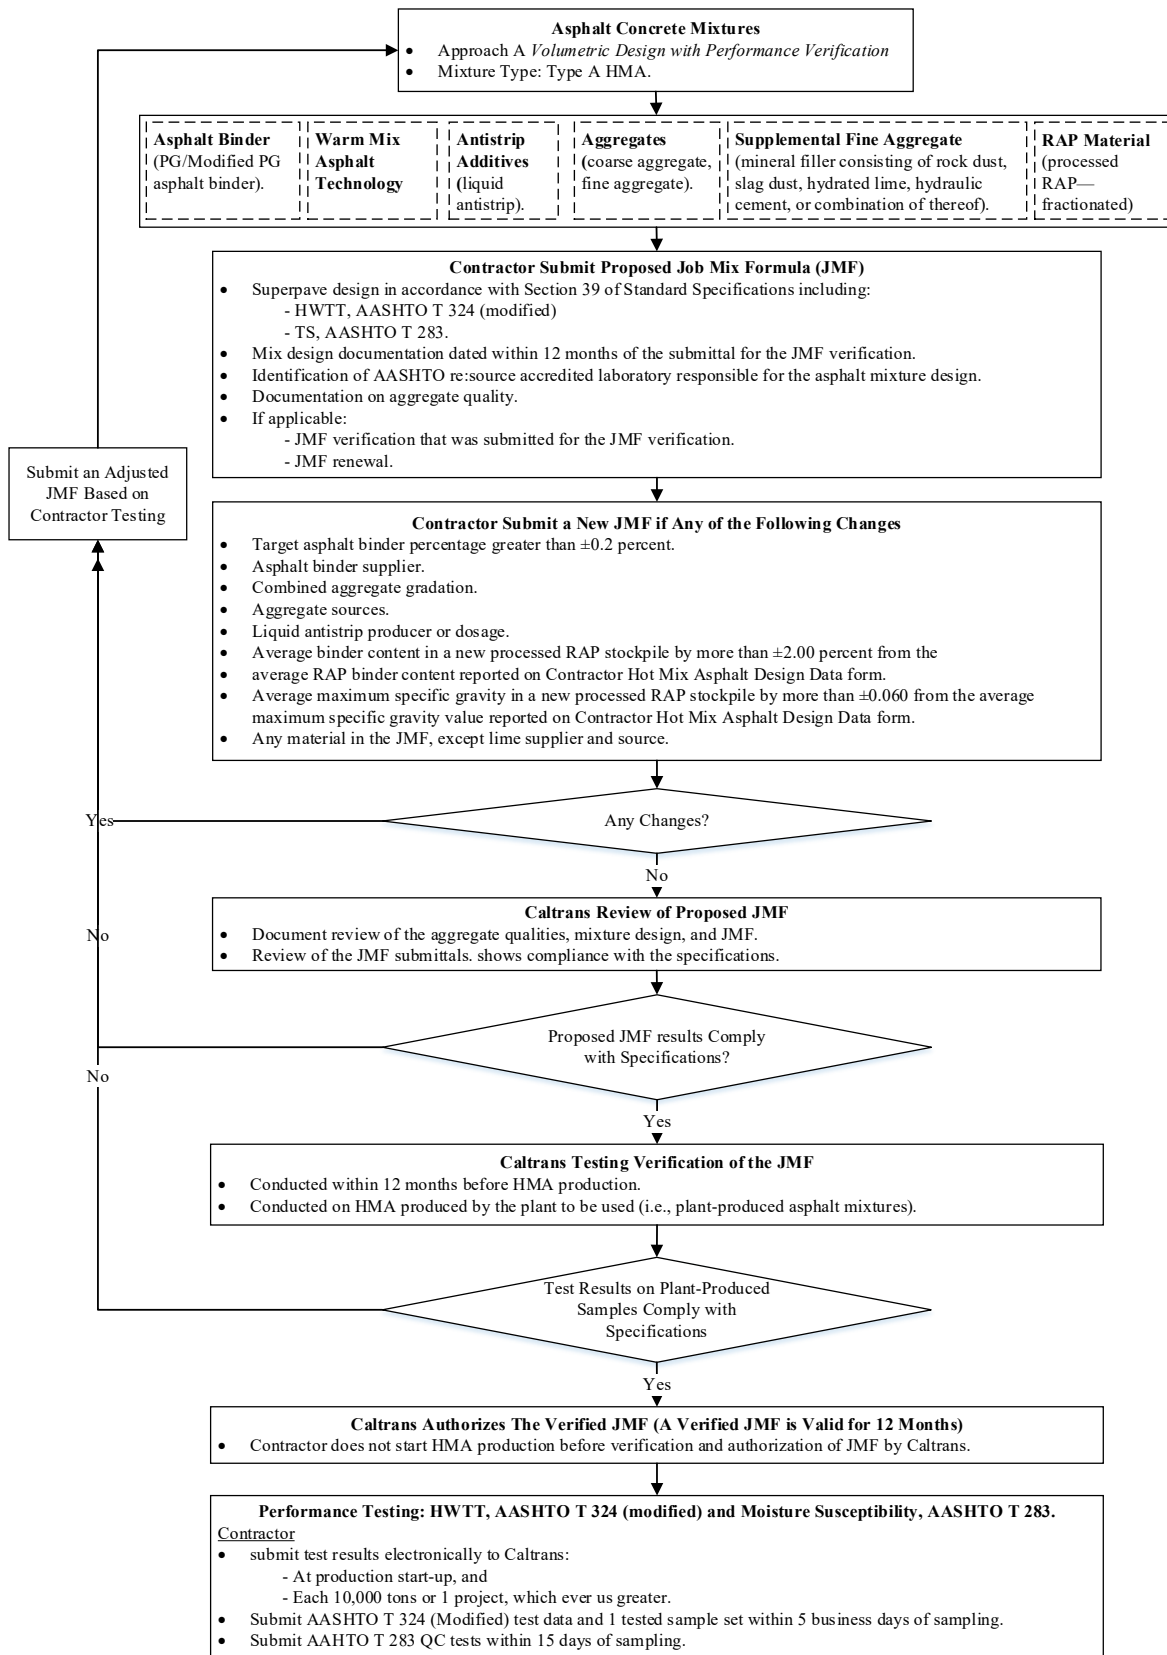 Asphalt Concrete Mixtures
• Approach A Volumetric Design with Performance Verification
• Mixture Type: Type A HMA.
Asphalt Binder
(PG/Modified PG
asphalt binder).
Warm Mix
Asphalt
Technology
Antistrip
Additives
(liquid
antistrip).
Aggregates
(coarse aggregate,
fine aggregate).
Supplemental Fine Aggregate
(mineral filler consisting of rock dust,
slag dust, hydrated lime, hydraulic
cement, or combination of thereof).
RAP Material
(processed
RAP—
fractionated)
Contractor Submit Proposed Job Mix Formula (JMF)
• Superpave design in accordance with Section 39 of Standard Specifications including:
- HWTT, AASHTO T 324 (modified)
- TS, AASHTO T 283.
• Mix design documentation dated within 12 months of the submittal for the JMF verification.
• Identification of AASHTO re:source accredited laboratory responsible for the asphalt mixture design.
• Documentation on aggregate quality.
• If applicable:
- JMF verification that was submitted for the JMF verification.
- JMF renewal.
Submit an Adjusted
JMF Based on
Contractor Testing
Contractor Submit a New JMF if Any of the Following Changes
• Target asphalt binder percentage greater than ±0.2 percent.
• Asphalt binder supplier.
• Combined aggregate gradation.
• Aggregate sources.
• Liquid antistrip producer or dosage.
• Average binder content in a new processed RAP stockpile by more than ±2.00 percent from the
• average RAP binder content reported on Contractor Hot Mix Asphalt Design Data form.
• Average maximum specific gravity in a new processed RAP stockpile by more than ±0.060 from the average
maximum specific gravity value reported on Contractor Hot Mix Asphalt Design Data form.
• Any material in the JMF, except lime supplier and source.
Yes
Any Changes?
No
Caltrans Review of Proposed JMF
• Document review of the aggregate qualities, mixture design, and JMF.
• Review of the JMF submittals. shows compliance with the specifications.
No
Proposed JMF results Comply
with Specifications?
No
Yes
Caltrans Testing Verification of the JMF
• Conducted within 12 months before HMA production.
• Conducted on HMA produced by the plant to be used (i.e., plant-produced asphalt mixtures).
Test Results on Plant-Produced
Samples Comply with
Specifications
Yes
Caltrans Authorizes The Verified JMF (A Verified JMF is Valid for 12 Months)
• Contractor does not start HMA production before verification and authorization of JMF by Caltrans.
Performance Testing: HWTT, AASHTO T 324 (modified) and Moisture Susceptibility, AASHTO T 283.
Contractor
• submit test results electronically to Caltrans:
- At production start-up, and
- Each 10,000 tons or 1 project, which ever us greater.
• Submit AASHTO T 324 (Modified) test data and 1 tested sample set within 5 business days of sampling.
• Submit AAHTO T 283 QC tests within 15 days of sampling.